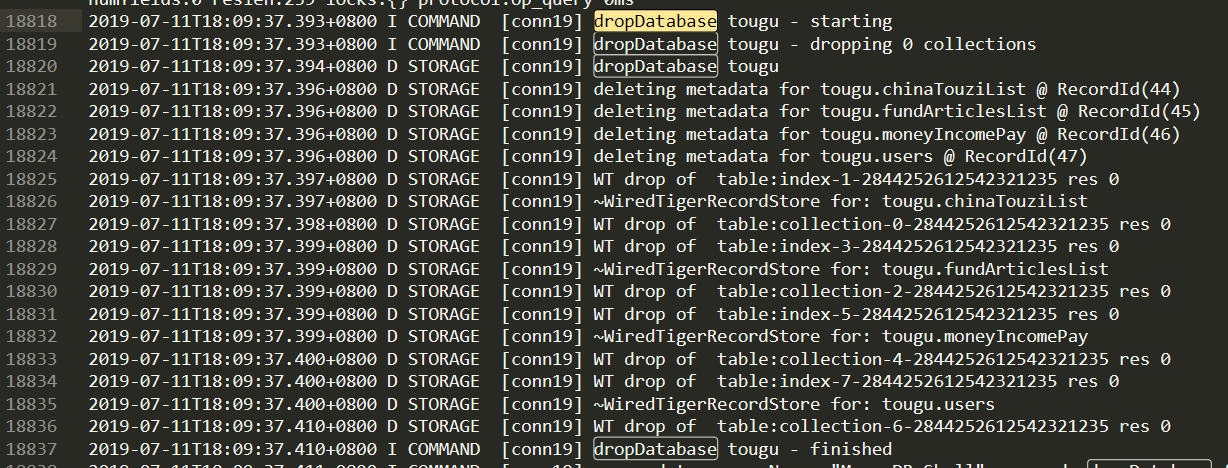 18818 2019-07-11T18:09:37.393+0800 I COMMAND [conn19] dropDatabase tougu - starting
18819 2019-07-11T18:09:37.393+0800 I COMMAND [conn19] dropDatabase tougu - dropping 0 collections
18820 2019-07-11T18:09:37.394+0800 D STORAGE [conn19] dropDatabase tougu
18821 2019-07-11T18:09:37.396+0800 D STORAGE [conn19] deleting metadata for tougu.chinaTouziList @ RecordId(44)
18822 2019-07-11T18:09:37.396+0800 D STORAGE [conn19] deleting metadata for tougu.fundArticlesList @ RecordId(45)
18823 2019-07-11T18:09:37.396+0800 D STORAGE [conn19] deleting metadata for tougu.moneyIncomePay @ RecordId(46)
18824 2019-07-11T18:09:37.396+0800 D STORAGE [conn19] deleting metadata for tougu.users @ RecordId(47)
18825 2019-07-11T18:09:37.397+0800 D STORAGE [conn19] WT drop of table:index-1-2844252612542321235 res 0
18826 2019-07-11T18:09:37.397+0800 D STORAGE [conn19] ~WiredTigerRecordStore for: tougu.chinaTouziList
18827 2019-07-11T18:09:37.398+0800 D STORAGE [conn19] WT drop of table:collection-0-2844252612542321235 res 0
18828 2019-07-11T18:09:37.399+0800 D STORAGE [conn19] WT drop of table:index-3-2844252612542321235 res 0
18829 2019-07-11T18:09:37.399+0800 D STORAGE [conn19] ~WiredTigerRecordStore for: tougu.fundArticlesList
18830 2019-07-11T18:09:37.399+0800 D STORAGE [conn19] WT drop of table:collection-2-2844252612542321235 res 0
18831 2019-07-11T18:09:37.399+0800 D STORAGE [conn19] WT drop of table:index-5-2844252612542321235 res 0
18832 2019-07-11T18:09:37.399+0800 D STORAGE [conn19] ~WiredTigerRecordStore for: tougu.moneyIncomePay
18833 2019-07-11T18:09:37.400+0800 D STORAGE [conn19] WT drop of table:collection-4-2844252612542321235 res 0
18834 2019-07-11T18:09:37.400+0800 D STORAGE [conn19] WT drop of table:index-7-2844252612542321235 res 0
18835 2019-07-11T18:09:37.400+0800 D STORAGE [conn19] ~WiredTigerRecordStore for: tougu.users
18836 2019-07-11T18:09:37.410+0800 D STORAGE [conn19] WT drop of table:collection-6-2844252612542321235 res 0
18837 2019-07-11T18:09:37.410+0800 I COMMAND [conn19] dropDatabase tougu - finished